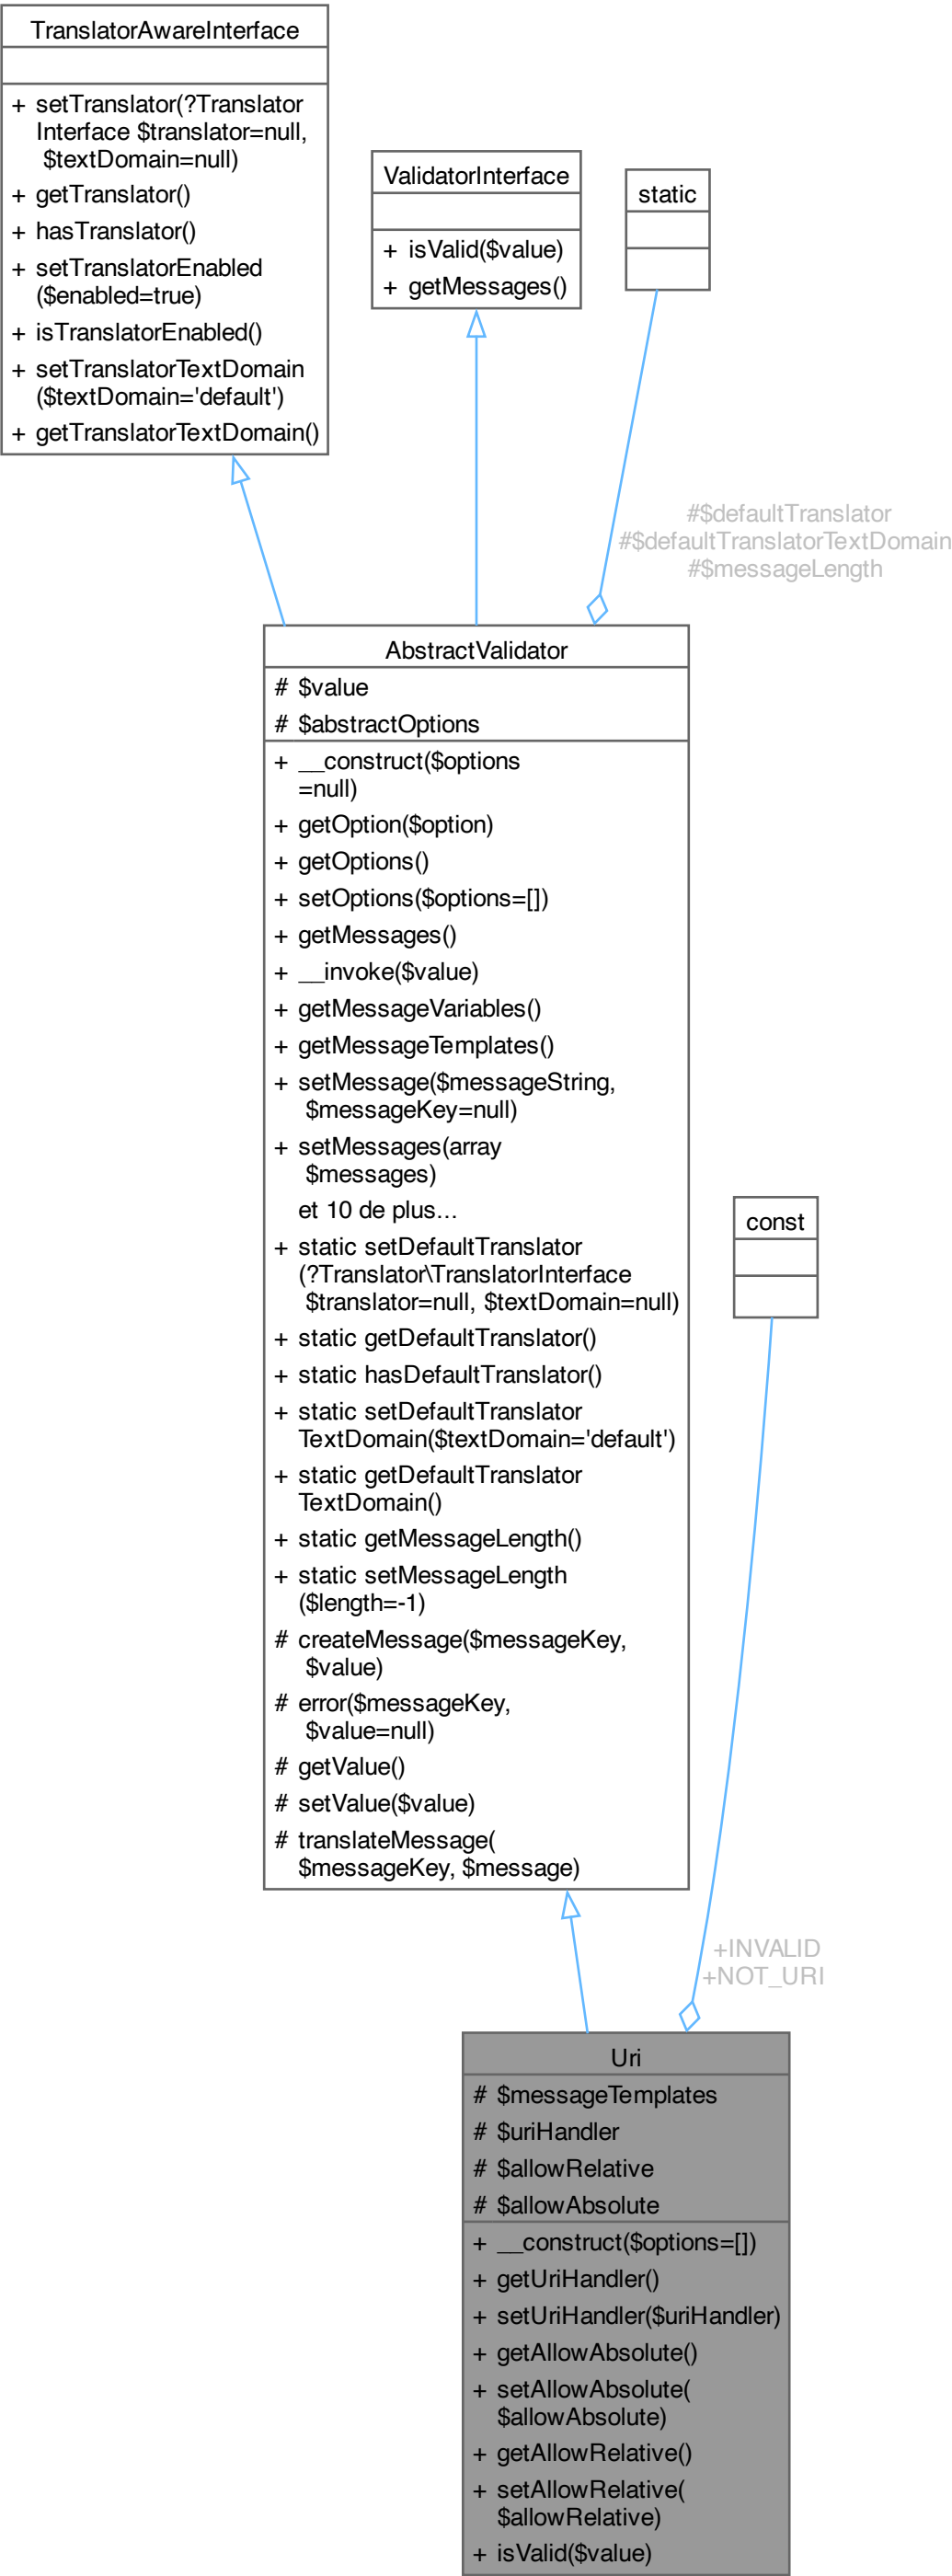 TranslatorAwareInterface
+ setTranslator(?Translator
Interface $translator=null,
$textDomain=null)
+ getTranslator()
+ hasTranslator()
+ setTranslatorEnabled
($enabled=true)
+ isTranslatorEnabled()
+ setTranslatorTextDomain
($textDomain='default')
+ getTranslatorTextDomain()
ValidatorInterface
+ isValid($value)
+ getMessages()
static
#$defaultTranslator
#$defaultTranslatorTextDomain
#$messageLength
AbstractValidator
# $value
# $abstractOptions
+ __construct($options
=null)
+ getOption($option)
+ getOptions()
+ setOptions($options=[])
+ getMessages()
+ __invoke($value)
+ getMessageVariables()
+ getMessageTemplates()
+ setMessage($messageString,
$messageKey=null)
+ setMessages(array
$messages)
et 10 de plus...
+ static setDefaultTranslator
(?Translator\TranslatorInterface
$translator=null, $textDomain=null)
+ static getDefaultTranslator()
+ static hasDefaultTranslator()
+ static setDefaultTranslator
TextDomain($textDomain='default')
+ static getDefaultTranslator
TextDomain()
+ static getMessageLength()
+ static setMessageLength
($length=-1)
# createMessage($messageKey,
$value)
# error($messageKey,
$value=null)
# getValue()
# setValue($value)
# translateMessage(
$messageKey, $message)
const
+INVALID
+NOT_URI
Uri
# $messageTemplates
# $uriHandler
# $allowRelative
# $allowAbsolute
+ __construct($options=[])
+ getUriHandler()
+ setUriHandler($uriHandler)
+ getAllowAbsolute()
+ setAllowAbsolute(
$allowAbsolute)
+ getAllowRelative()
+ setAllowRelative(
$allowRelative)
+ isValid($value)